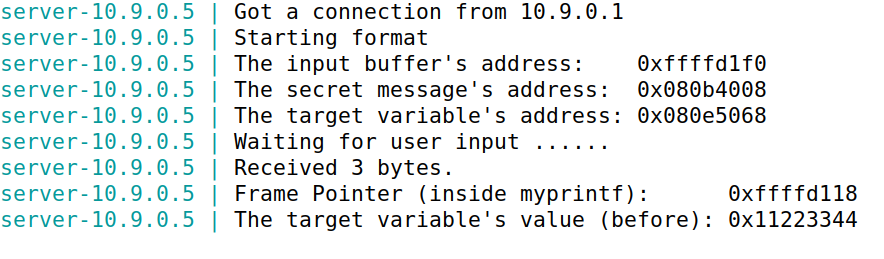 server-10.9.0.5 | Got a connection from 10.9.0.1
server-10.9.0.5 | Starting format
server-10.9.0.5 | The input buffer's address:    0xffffd1f0
server-10.9.0.5 | The secret message's address:  0x080b4008
server-10.9.0.5 | The target variable's address: 0x080e5068
server-10.9.0.5 | Waiting for user input ......
server-10.9.0.5 | Received 3 bytes.
server-10.9.0.5 | Frame Pointer (inside myprintf):      0xffffd118
server-10.9.0.5 | The target variable's value (before): 0x11223344